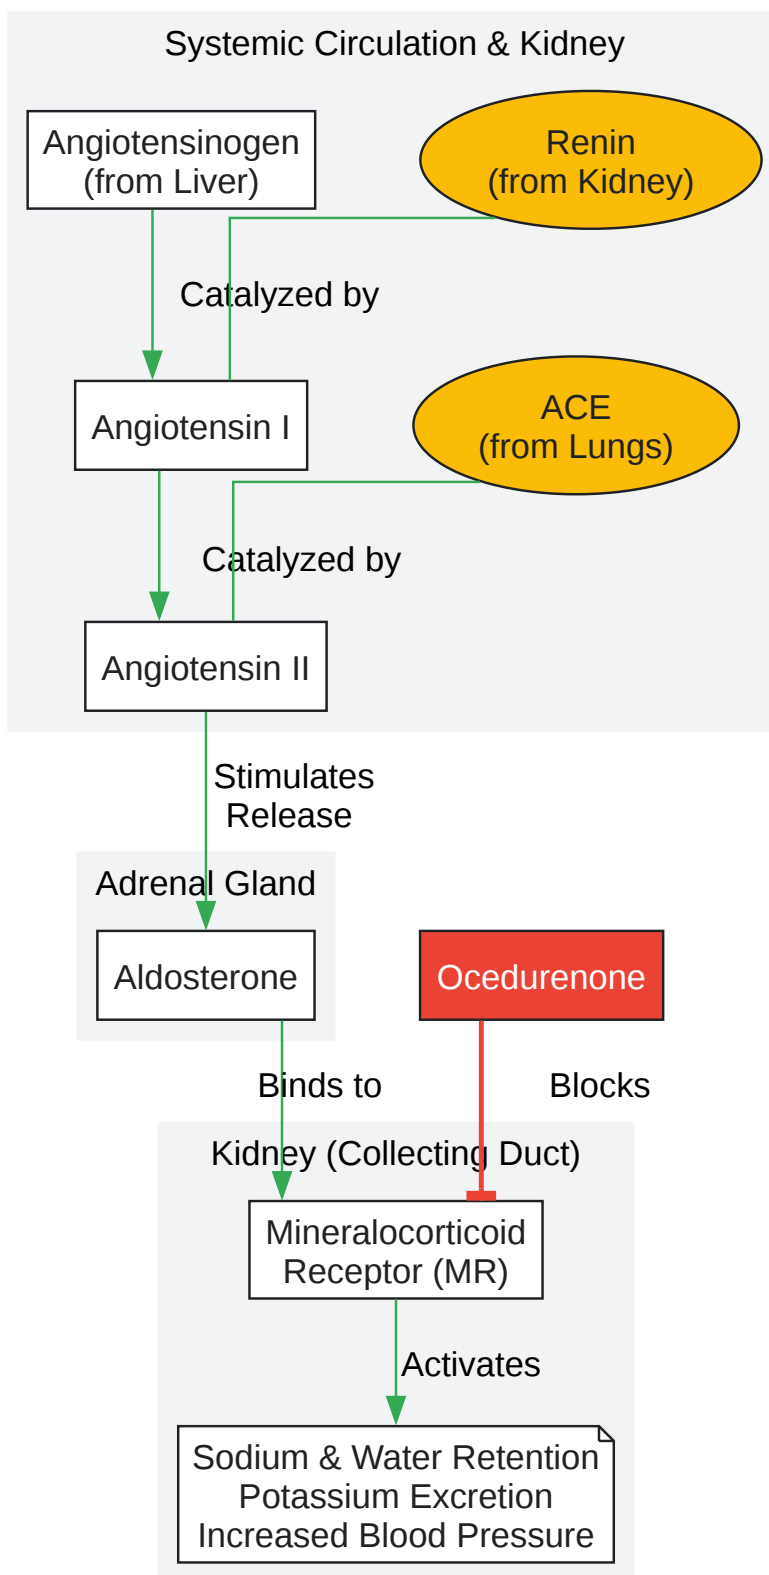 Systemic Circulation & Kidney
Angiotensinogen
(from Liver)
Renin
(from Kidney)
Catalyzed by
Angiotensin I
ACE
(from Lungs)
Catalyzed by
Angiotensin II
Stimulates
Release
Adrenal Gland
Aldosterone
Ocedurenone
Binds to
Blocks
Kidney (Collecting Duct)
Mineralocorticoid
Receptor (MR)
Activates
Sodium & Water Retention
Potassium Excretion
Increased Blood Pressure